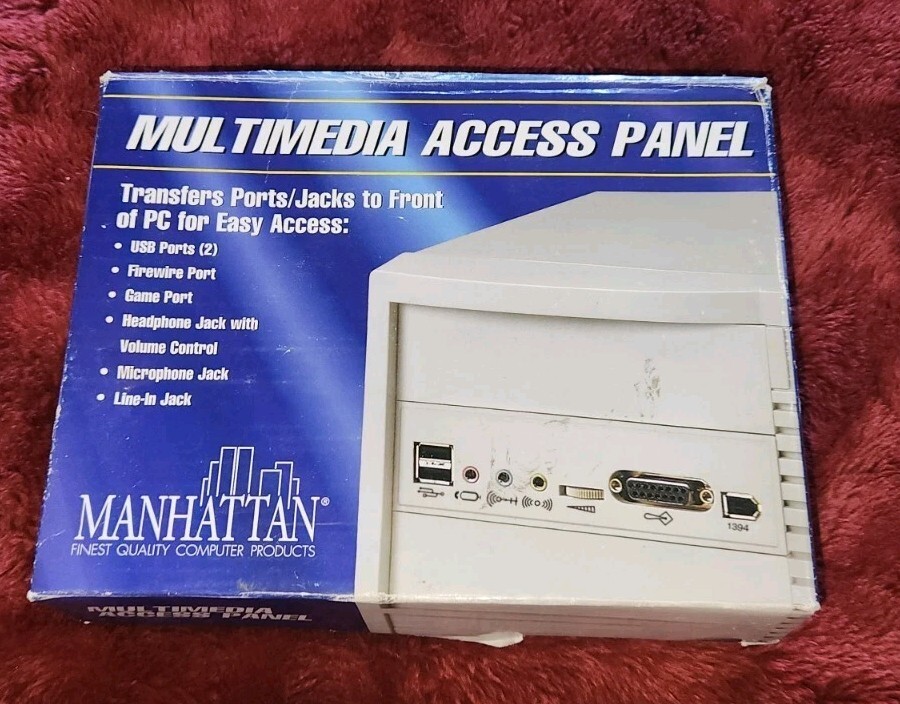 MULTIMEDIA ACCESS PANEL
Transfers Ports/Jacks to Front
of PC for Easy Access:
• USB Ports (2)
• Firewire Port
• Game Port
• Headphone Jack with
Volume Control
• Microphone Jack
• Line-In Jack
MANHATTAN®
FINEST QUALITY COMPUTER PRODUCTS
1394
MULTIMEDIA
ACCESS PANEL